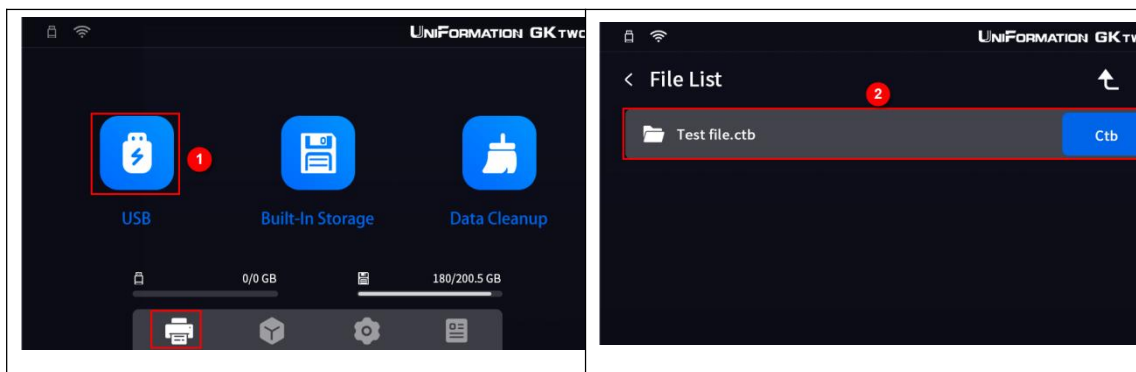 UNIFORMATION GKTWO
1
USB
Built-In Storage
Data Cleanup
0/0 GB
180/200.5 GB
UNIFORMATION GKTW
< File List
2
Test file.ctb
Ctb